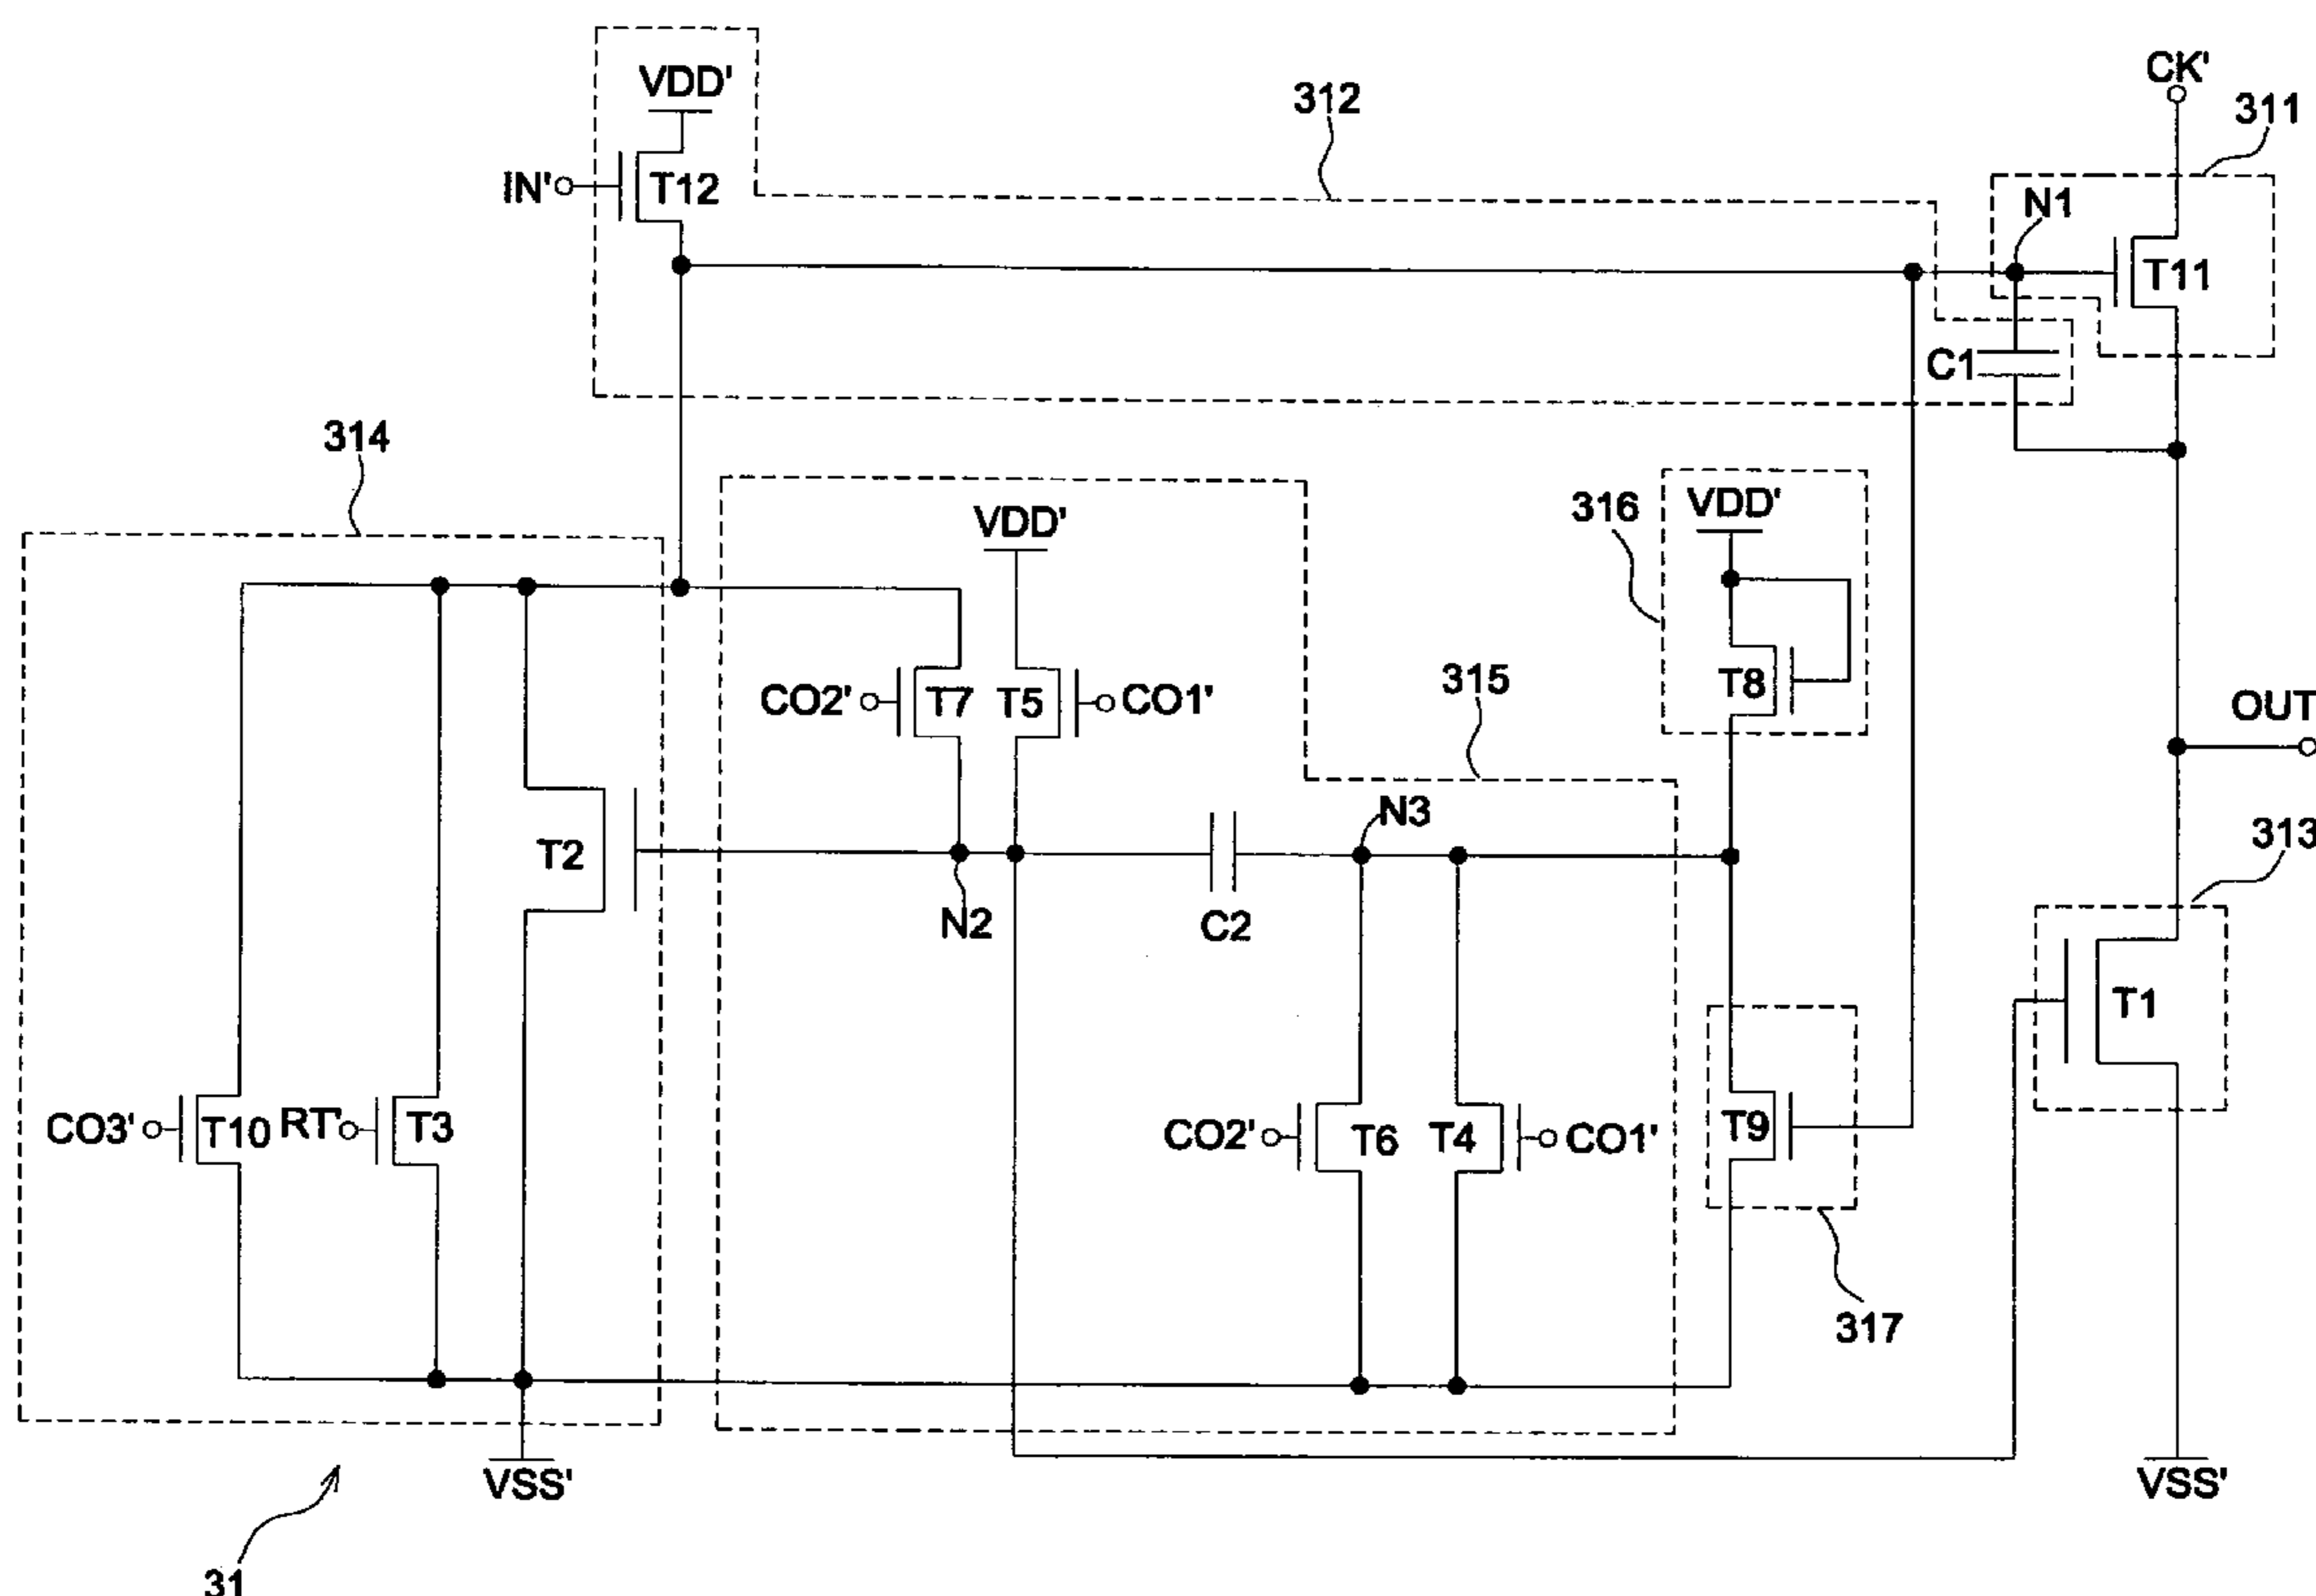 VDD'
CK'
312
311
IN'
T12
N1
T11
C1
314
VDD'
316
VDD'
CO2'
T7
T5
CO1'
315
T8
OUT
N3
T2
313
N2
C2
T1
CO3'
T10
RT'
T3
CO2'
T6
T4
CO1'
T9
317
VSS'
VSS'
31